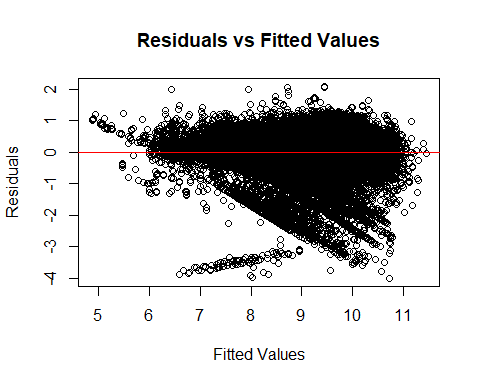 Residuals vs Fitted Values
Residuals
2
1
0
-1
-2
-3
-4
5 6 7 8 9 10 11
Fitted Values